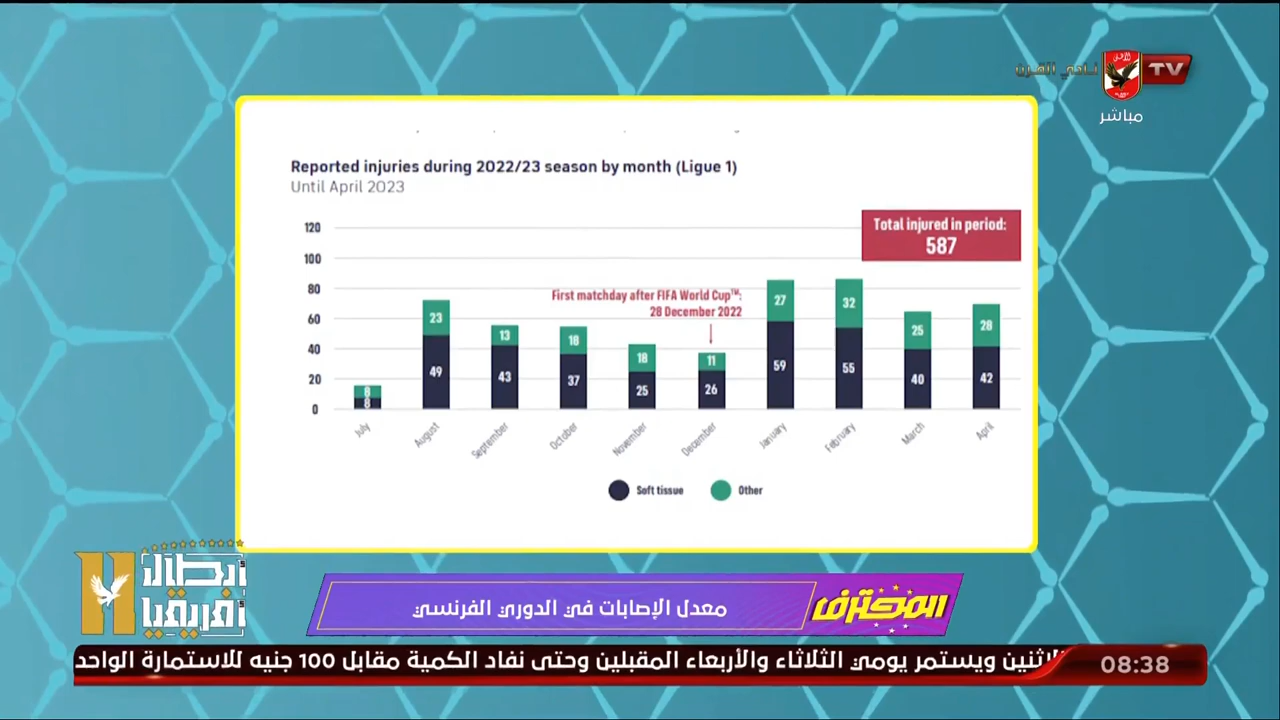 نادي القرن
TV
مباشر
Reported injuries during 2022/23 season by month (Ligue 1)
Until April 2023
Total injured in period:
587
First matchday after FIFA World Cup™:
28 December 2022
120
100
80
60
40
20
0
8 23 13 18 18 11 27 32 25 28
8 49 43 37 25 26 59 55 40 42
July August September October November December January February March April
Soft tissue Other
أبطال
أفريقيا
11
معدل الإصابات في الدوري الفرنسي
المحترف
ويستمر يومي الثلاثاء والأربعاء المقبلين وحتى نفاد الكمية مقابل 100 جنيه للاستمارة الواحد
08:38